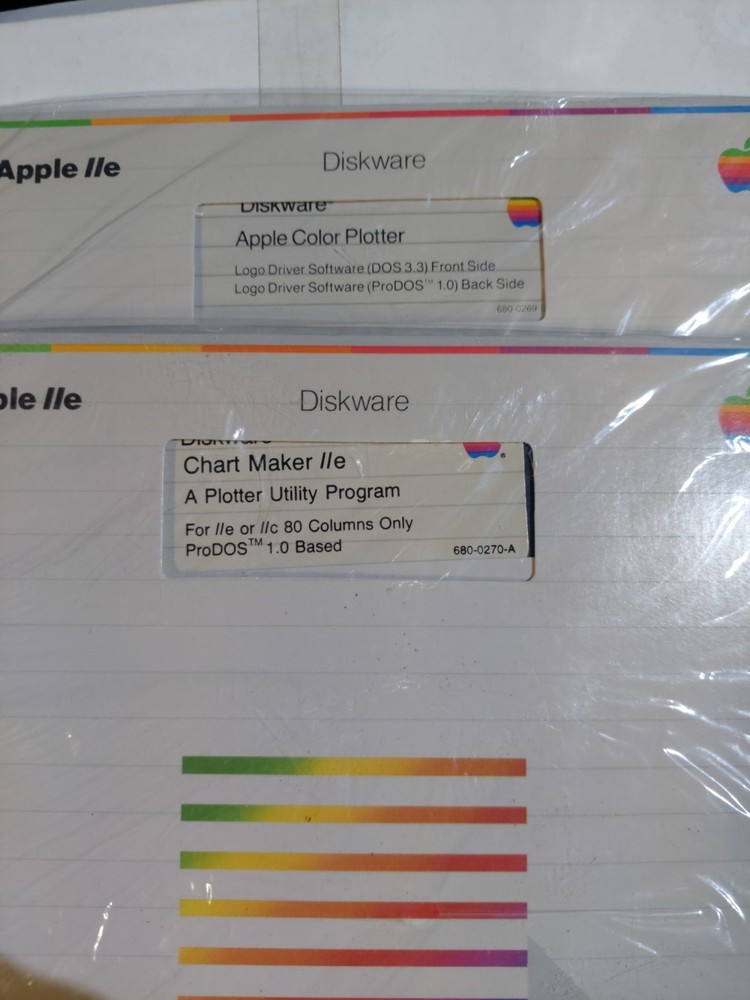 Apple //e
Diskware
Diskware
Apple Color Plotter
Logo Driver Software (DOS 3.3) Front Side
Logo Driver Software (ProDOS™ 1.0) Back Side
680-0269
ple //e
Diskware
Diskware
Chart Maker //e
A Plotter Utility Program
For //e or //c 80 Columns Only
ProDOS™ 1.0 Based
680-0270-A